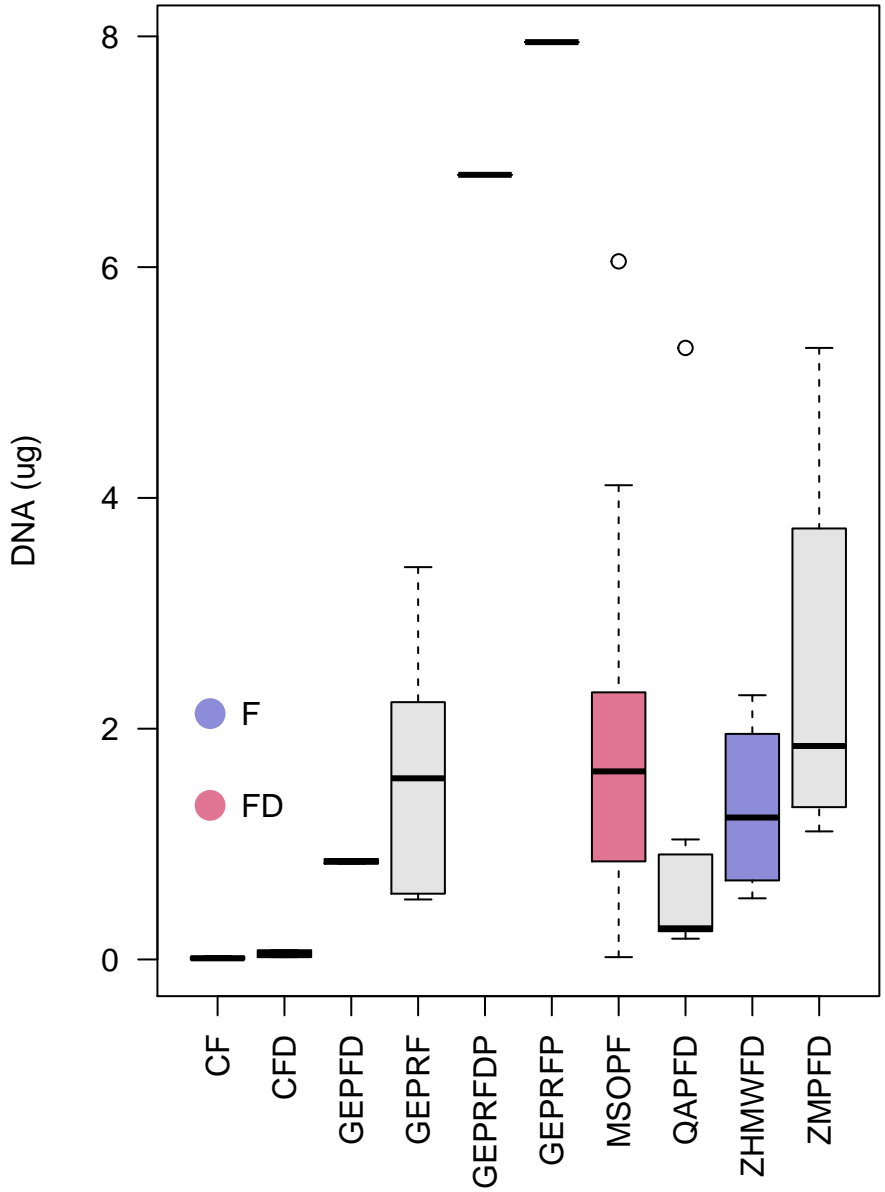 8
6
4
2
0
DNA (ug)
F
FD
CF
CFD
GEPFD
GEPRF
GEPRFDP
GEPRFP
MSOPF
QAPFD
ZHMWFD
ZMPFD